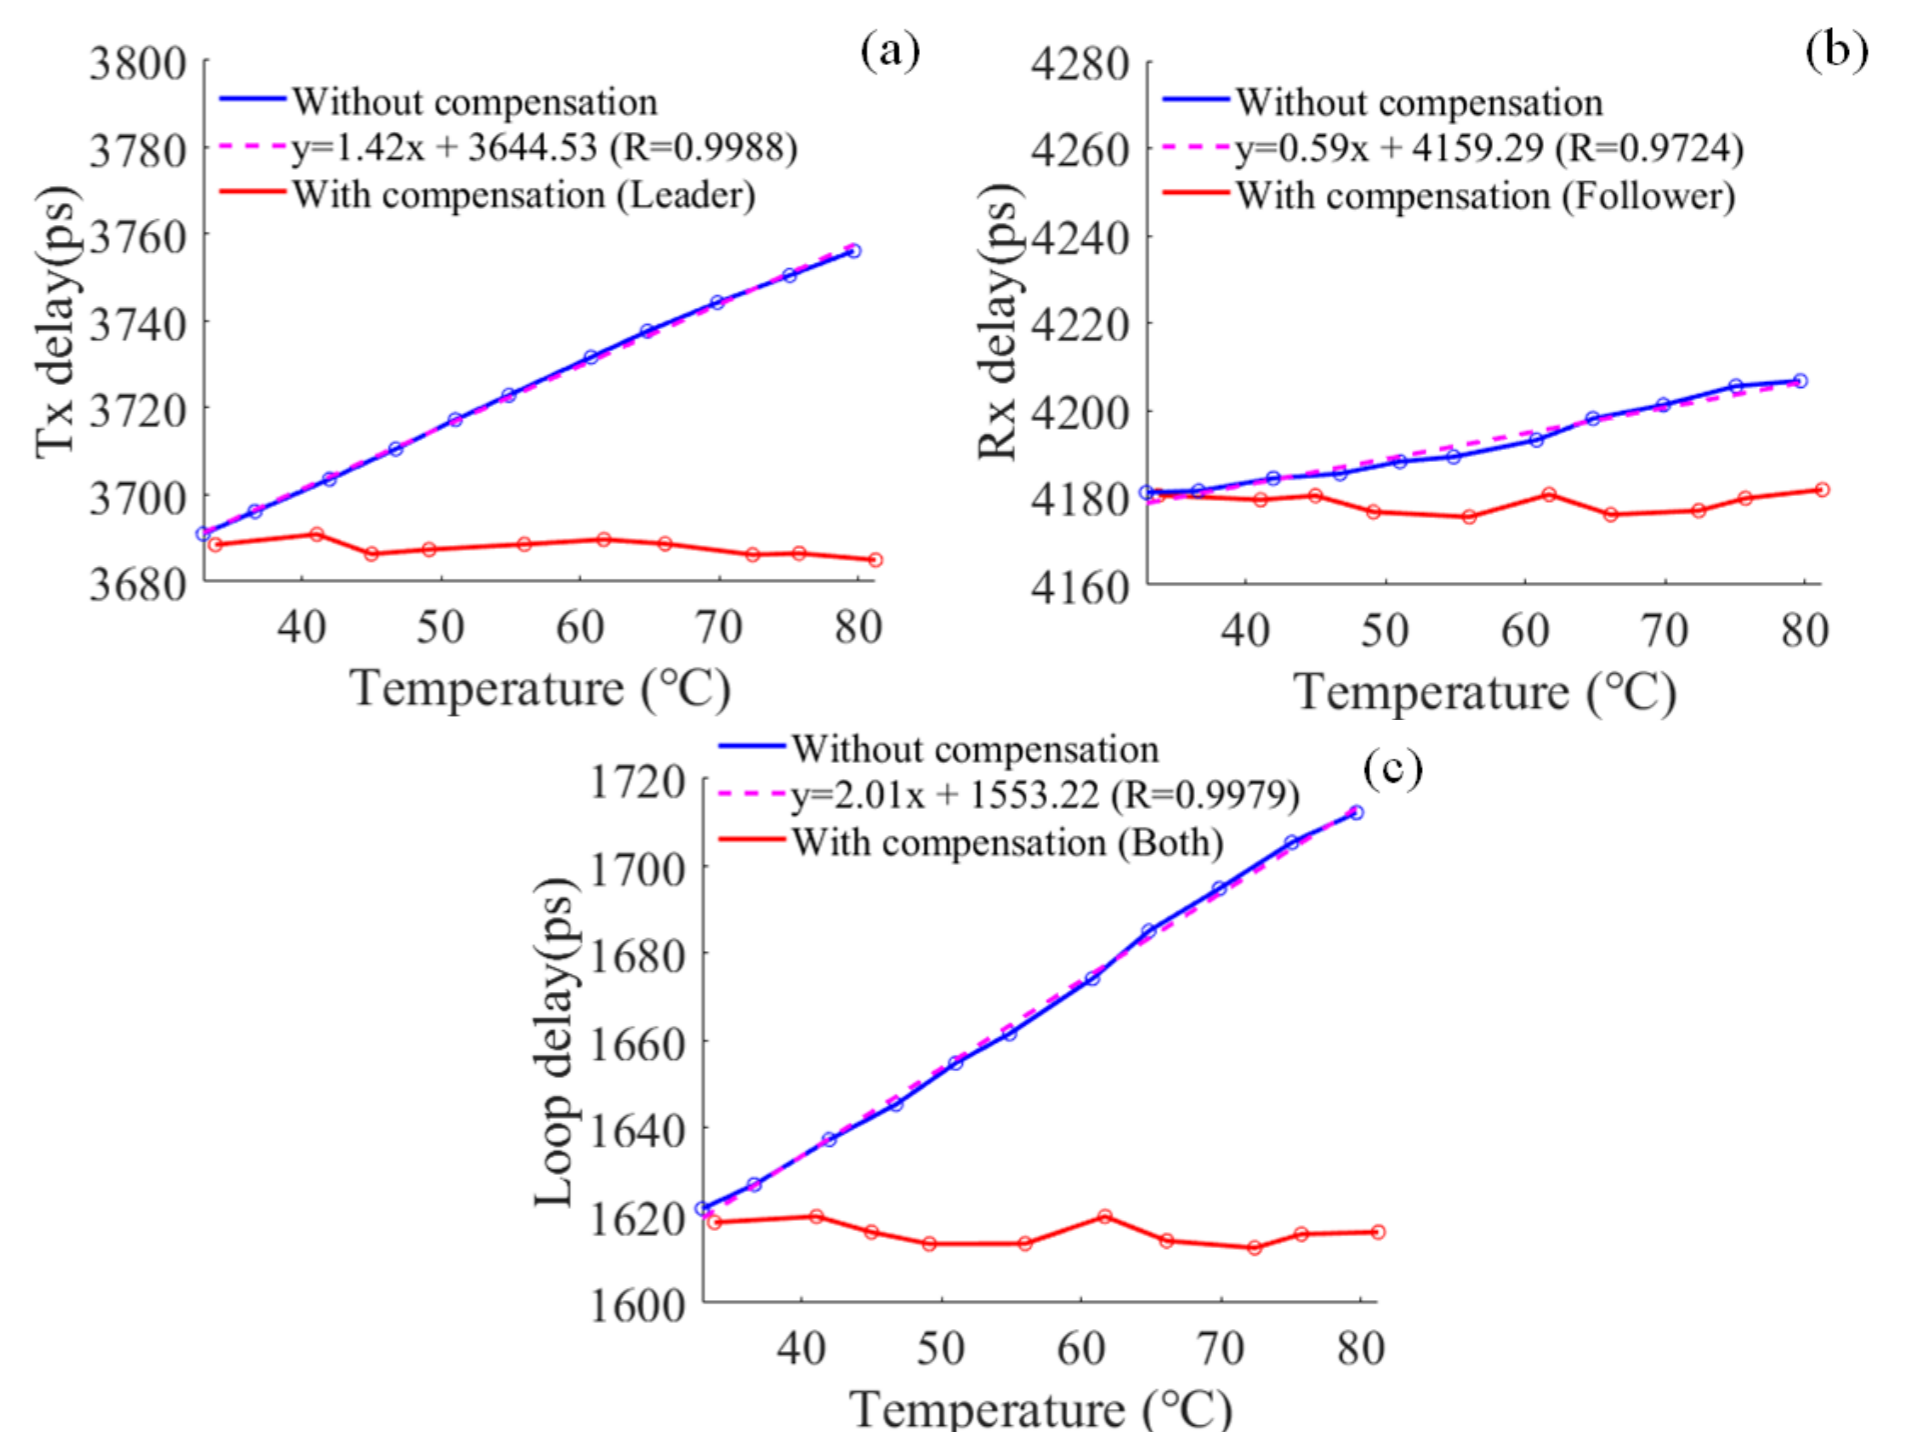 (a)
3800
3780
3760
3740
3720
3700
3680
Tx delay(ps)
Without compensation
y=1.42x + 3644.53 (R=0.9988)
With compensation (Leader)
40 50 60 70 80
Temperature (°C)
(b)
4280
4260
4240
4220
4200
4180
4160
Rx delay(ps)
Without compensation
y=0.59x + 4159.29 (R=0.9724)
With compensation (Follower)
40 50 60 70 80
Temperature (°C)
(c)
Without compensation
y=2.01x + 1553.22 (R=0.9979)
With compensation (Both)
1720
1700
1680
1660
1640
1620
1600
Loop delay(ps)
40 50 60 70 80
Temperature (°C)